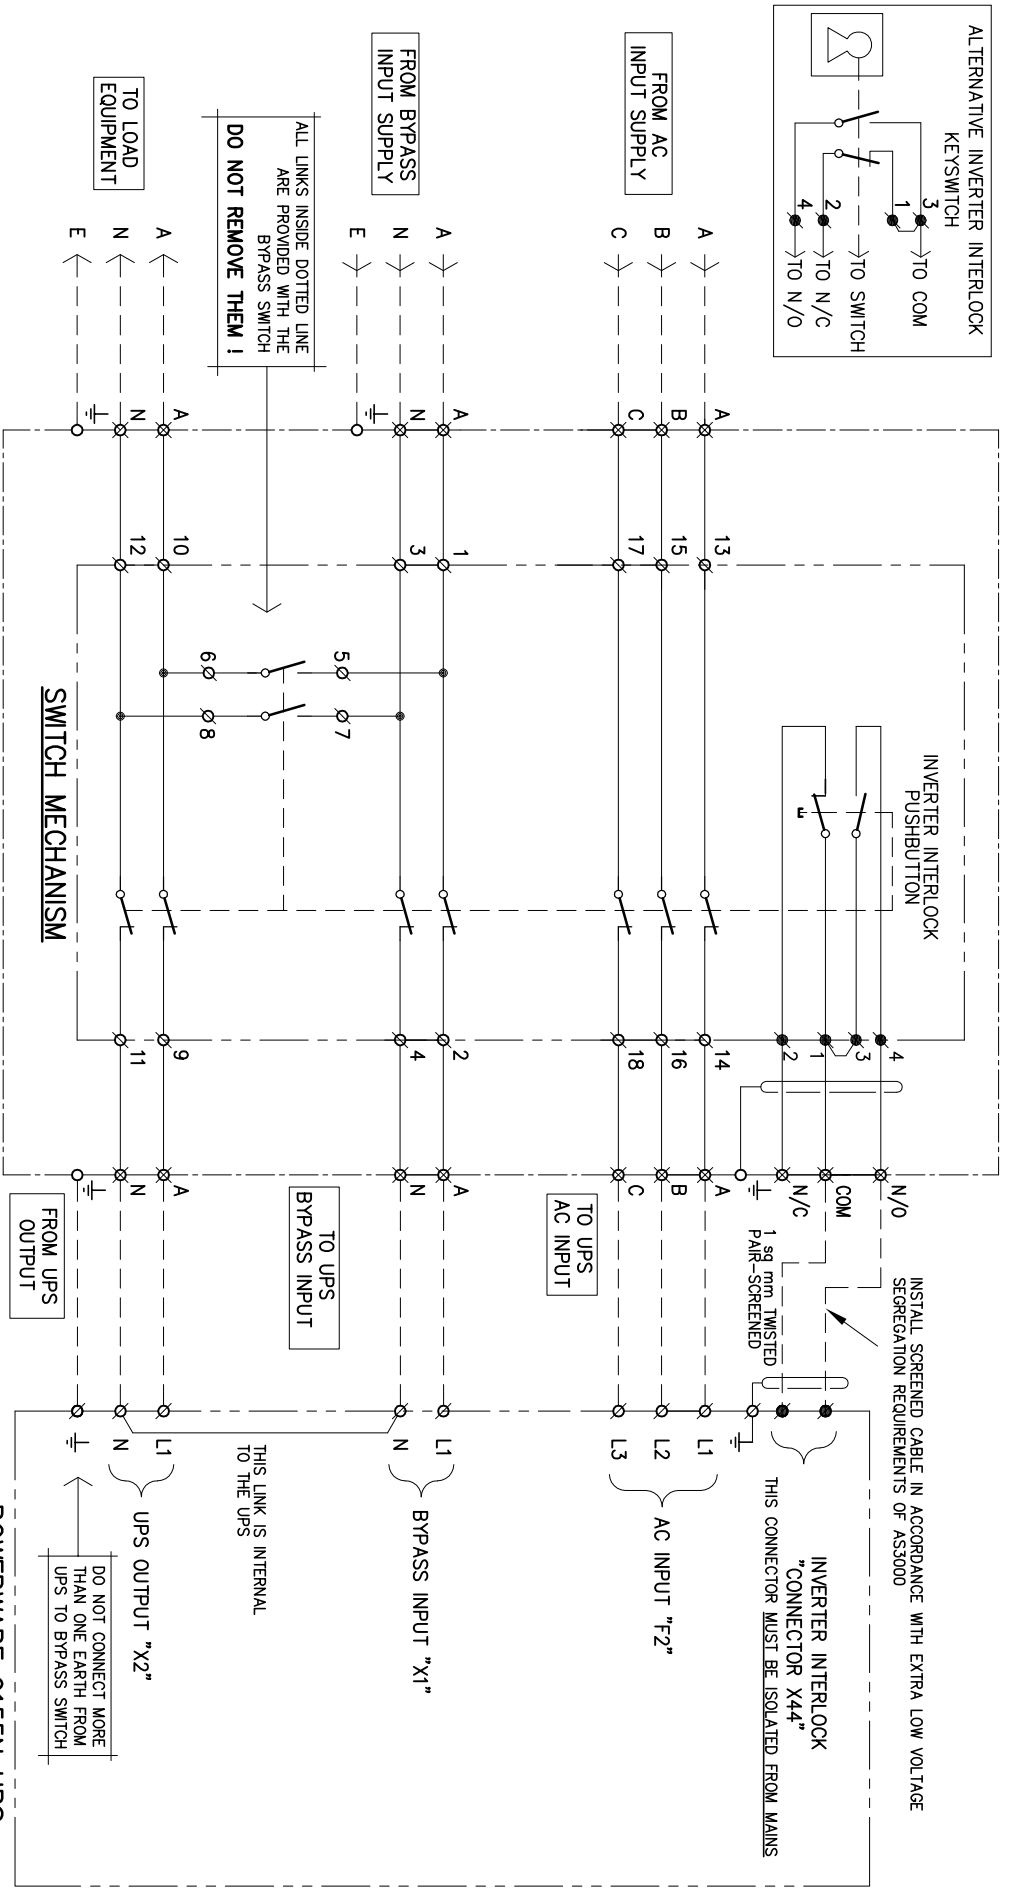 ALTERNATIVE INVERTER INTERLOCK
KEYSWITCH
3
1
2
4
TO COM
TO SWITCH
TO N/C
TO N/O
FROM AC
INPUT SUPPLY
A
B
C
FROM BYPASS
INPUT SUPPLY
A
N
E
ALL LINKS INSIDE DOTTED LINE
ARE PROVIDED WITH THE
BYPASS SWITCH
DO NOT REMOVE THEM !
TO LOAD
EQUIPMENT
A
N
E
A
B
C
A
N
A
N
13
15
17
1
3
10
12
5
6
7
8
INVERTER INTERLOCK
PUSHBUTTON
E
SWITCH MECHANISM
4
3
1
2
14
16
18
2
4
9
11
N/O
COM
N/C
A
B
C
A
N
A
N
1 sq mm TWISTED
PAIR-SCREENED
INSTALL SCREENED CABLE IN ACCORDANCE WITH EXTRA LOW VOLTAGE
SEGREGATION REQUIREMENTS OF AS3000
TO UPS
AC INPUT
TO UPS
BYPASS INPUT
FROM UPS
OUTPUT
INVERTER INTERLOCK
"CONNECTOR X44"
THIS CONNECTOR MUST BE ISOLATED FROM MAINS
L1
L2
L3
AC INPUT "F2"
L1
N
BYPASS INPUT "X1"
THIS LINK IS INTERNAL
TO THE UPS
L1
N
UPS OUTPUT "X2"
DO NOT CONNECT MORE
THAN ONE EARTH FROM
UPS TO BYPASS SWITCH